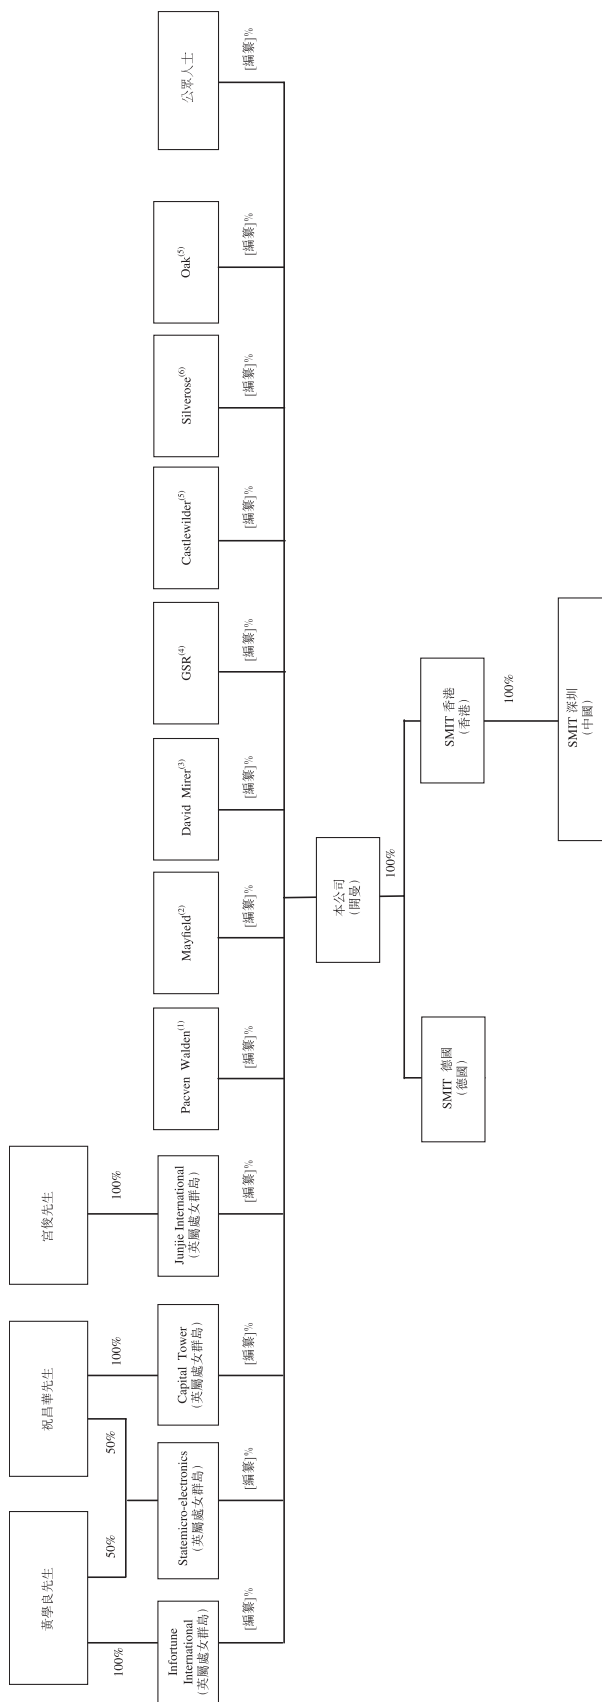 黃學良先生
祝昌華先生
宮俊先生
100%
50%
50%
100%
100%
Infortune
International
(英屬處女群島)
Statemicro-electronics
(英屬處女群島)
Capital Tower
(英屬處女群島)
Junjie International
(英屬處女群島)
Pacven Walden(1)
Mayfield(2)
David Mirer(3)
GSR(4)
Castlewilder(5)
Silverose(6)
Oak(5)
公眾人士
[編纂]%
[編纂]%
[編纂]%
[編纂]%
[編纂]%
[編纂]%
[編纂]%
[編纂]%
[編纂]%
[編纂]%
[編纂]%
[編纂]%
本公司
(開曼)
100%
SMIT 德國
(德國)
SMIT 香港
(香港)
100%
SMIT 深圳
(中國)